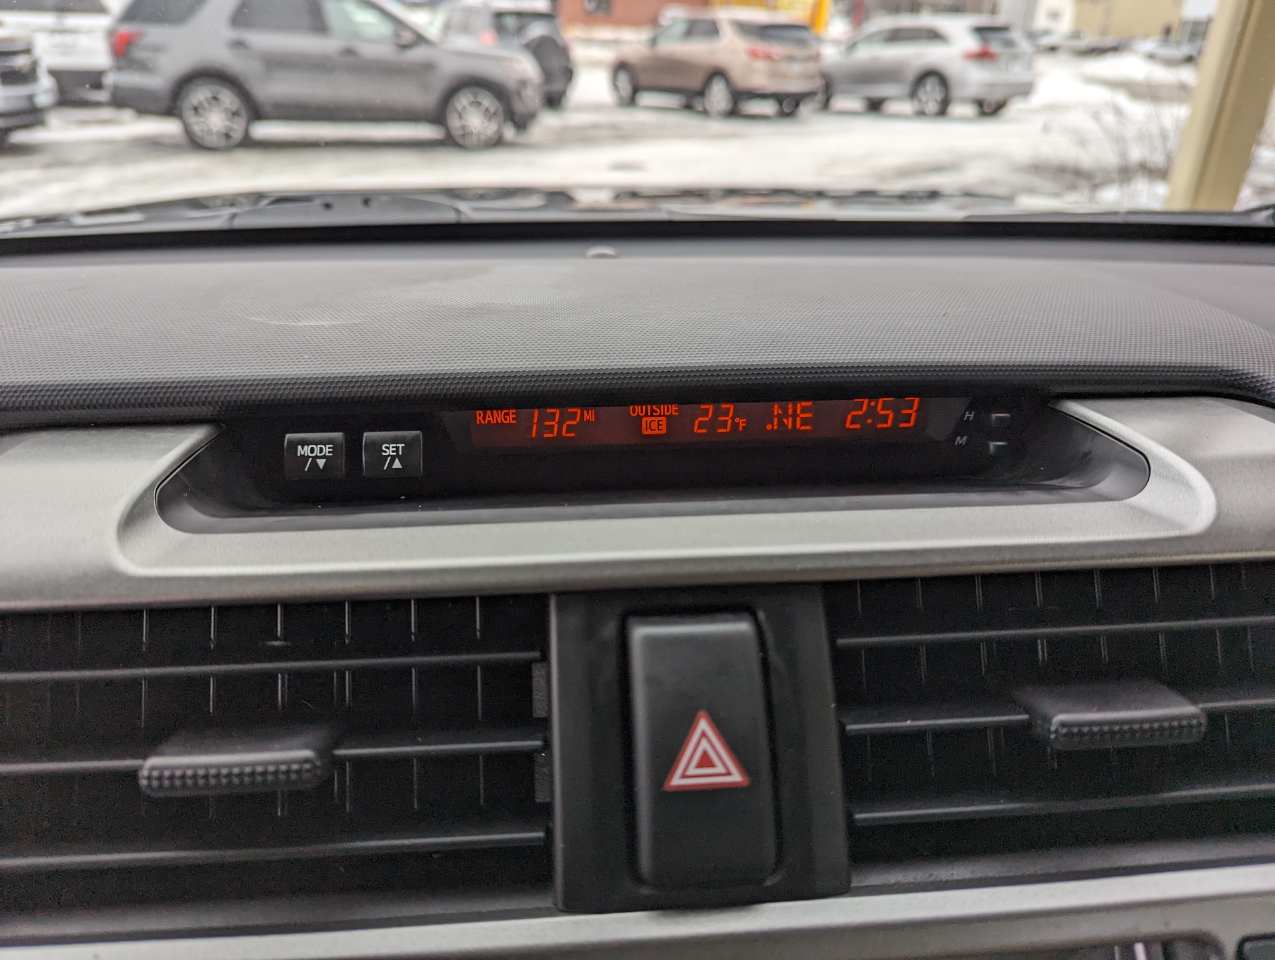 RANGE 132 MI OUTSIDE ICE 23°F .NE 2:53 H
M
MODE
/▼
SET
/▲